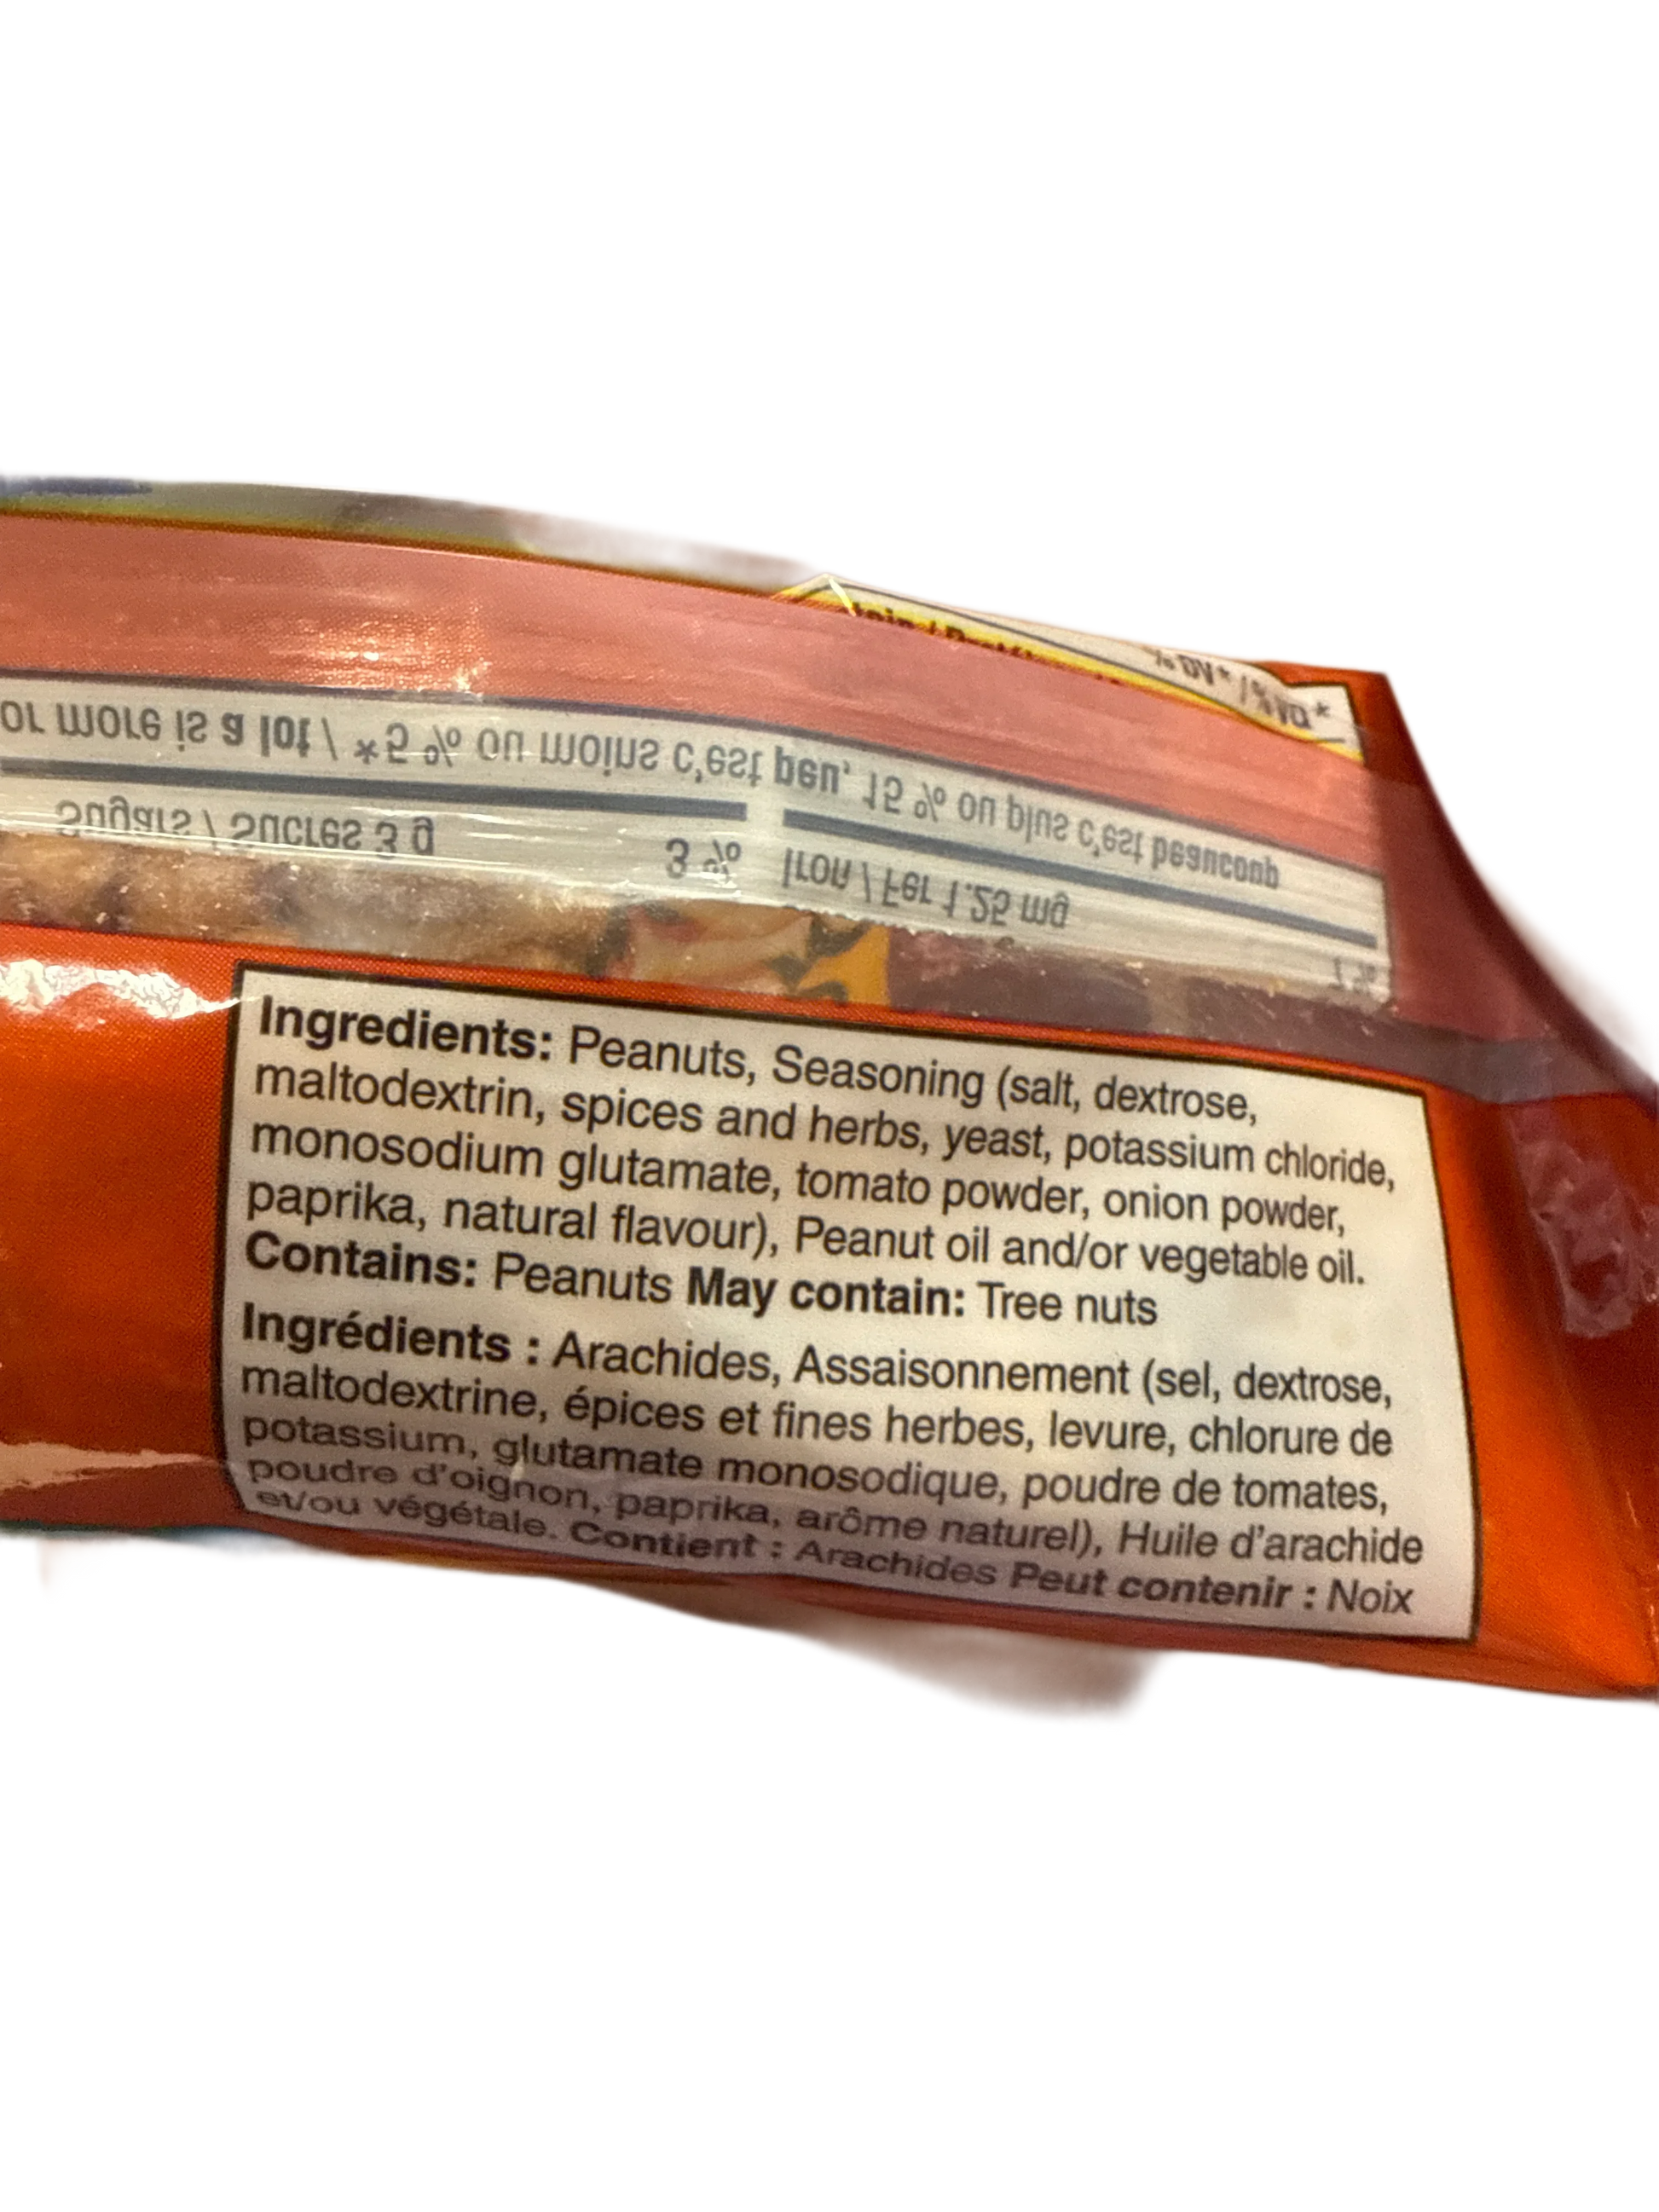 % DV* / % VQ*
or more is a lot / *5 % ou moins c'est peu, 15 % ou plus c'est beaucoup
Sugars / Sucres 3 g 3 %
Iron / Fer 1.25 mg 7 %
Ingredients: Peanuts, Seasoning (salt, dextrose,
maltodextrin, spices and herbs, yeast, potassium chloride,
monosodium glutamate, tomato powder, onion powder,
paprika, natural flavour), Peanut oil and/or vegetable oil.
Contains: Peanuts May contain: Tree nuts
Ingrédients : Arachides, Assaisonnement (sel, dextrose,
maltodextrine, épices et fines herbes, levure, chlorure de
potassium, glutamate monosodique, poudre de tomates,
poudre d'oignon, paprika, arôme naturel), Huile d'arachide
et/ou végétale. Contient : Arachides Peut contenir : Noix